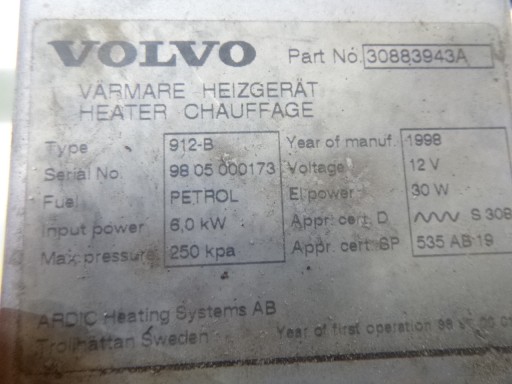 VOLVO Part No. 30883943A
VÄRMARE HEIZGERÄT
HEATER CHAUFFAGE
Type 912-B Year of manuf. 1998
Serial No. 98 05 000173 Voltage 12 V
Fuel PETROL El.power 30 W
Input power 6,0 kW Appr. cert. D S 308
Max. pressure 250 kpa Appr. cert. SP 535 AB 19
ARDIC Heating Systems AB
Trollhättan Sweden Year of first operation 98